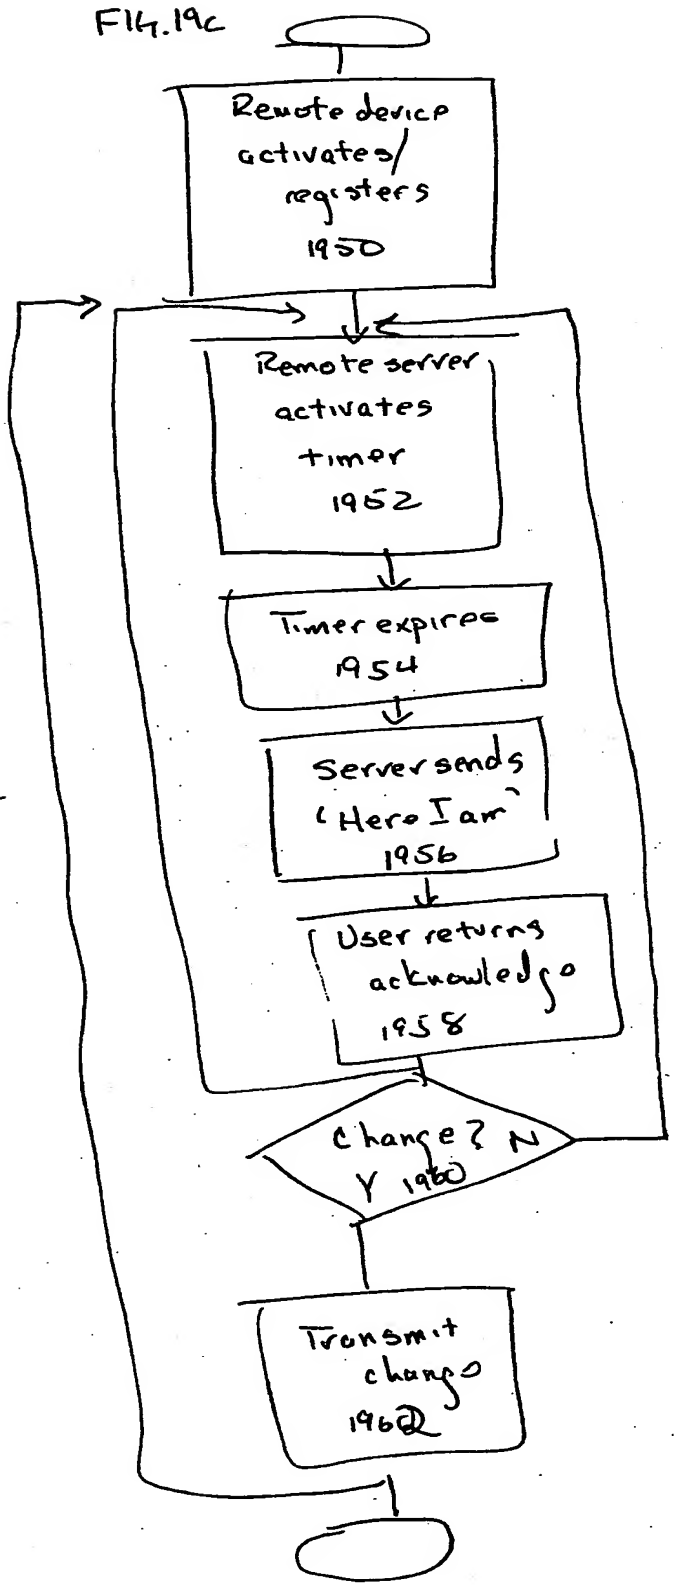 FIG.19c
Remote device
activates/
registers
1950
Remote server
activates
timer
1952
Timer expires
1954
Server sends
'Here I am'
1956
User returns
acknowledge
1958
Change? N
Y 1960
Transmit
change
1962